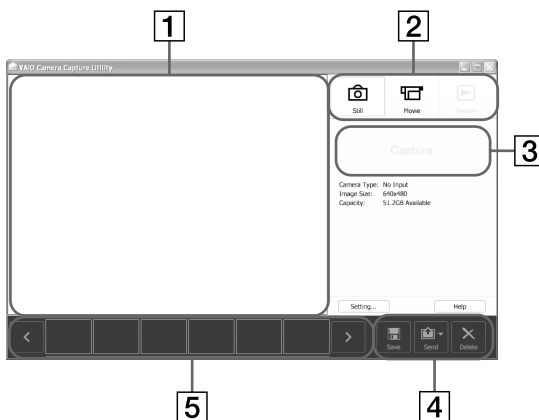 1
2
VAIO Camera Capture Utility
Still
Movie
Preview
Capture
3
Camera Type: No Input
Image Size: 640x480
Capacity: 51.2GB Available
Setting...
Help
Save
Send
Delete
5
4